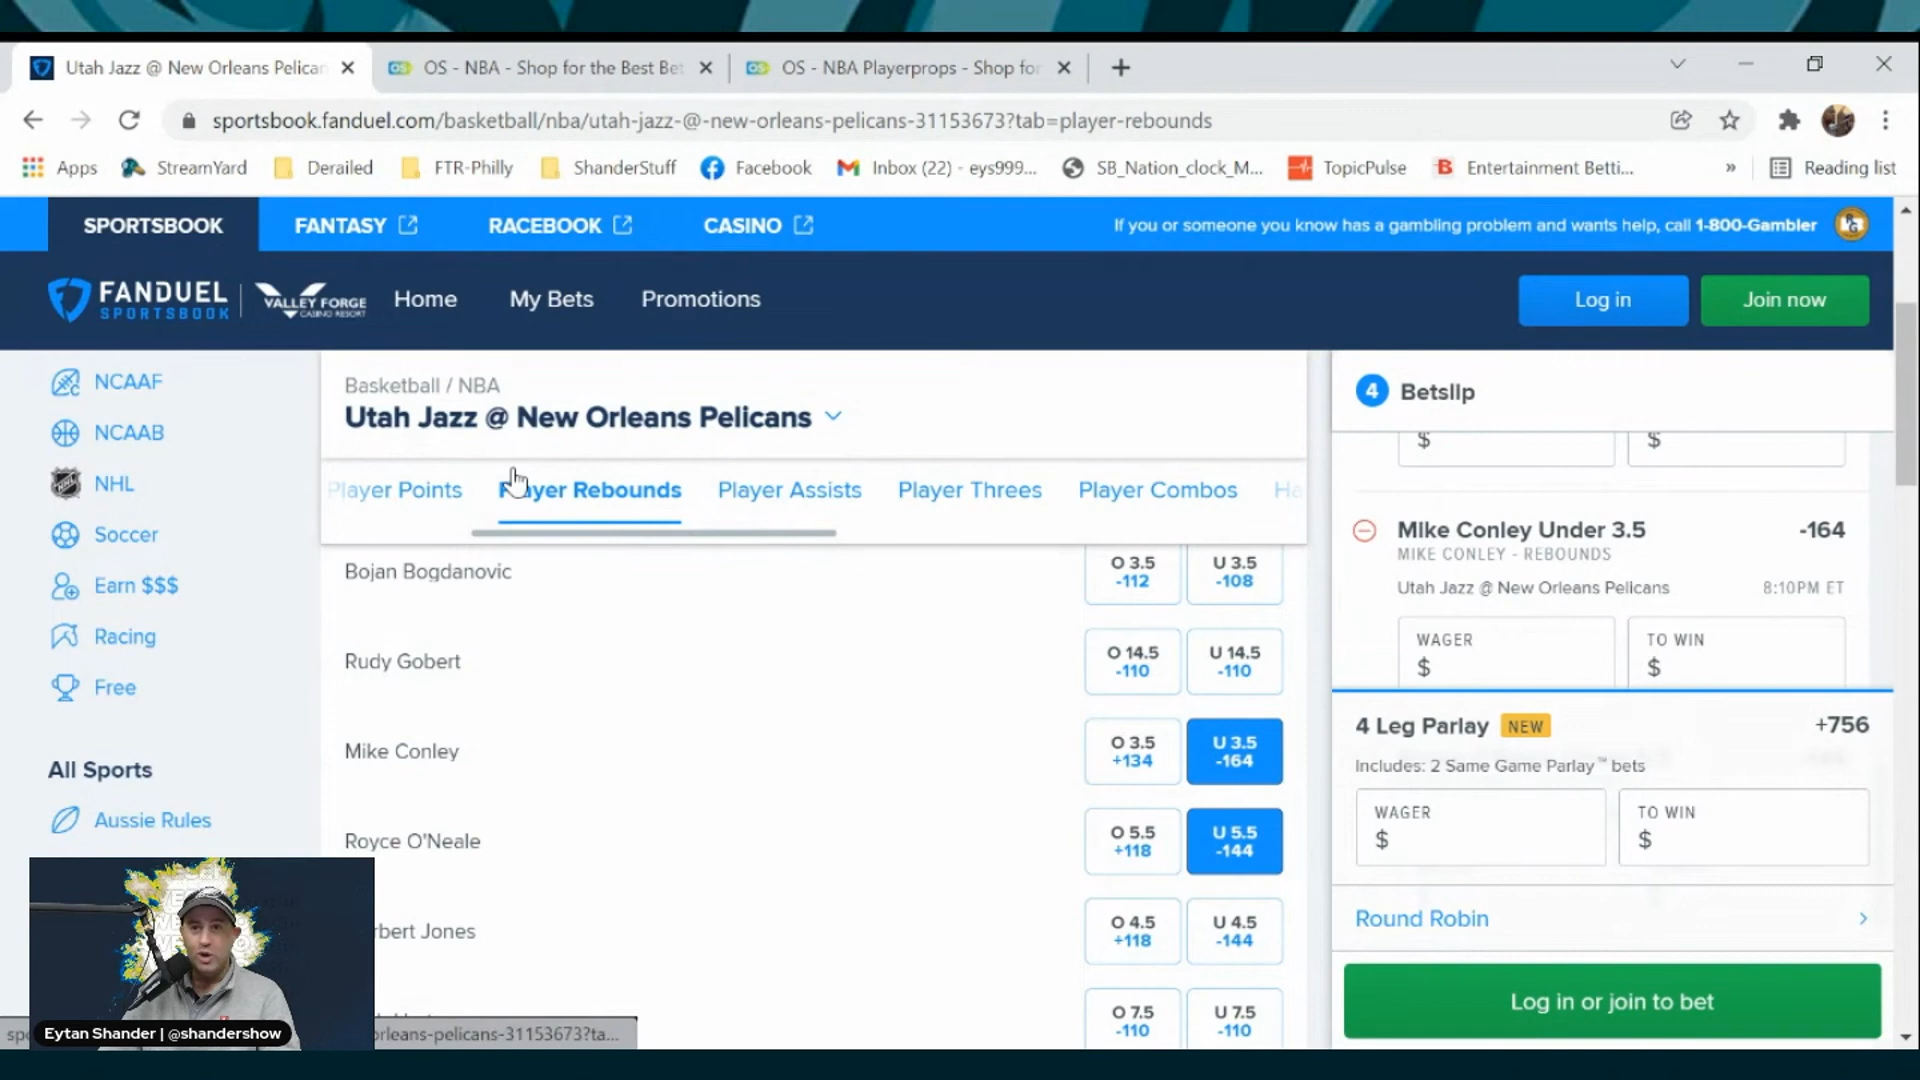 Utah Jazz @ New Orleans Pelican
OS - NBA - Shop for the Best Bet
OS - NBA Playerprops - Shop for
sportsbook.fanduel.com/basketball/nba/utah-jazz-@-new-orleans-pelicans-31153673?tab=player-rebounds
Apps
StreamYard
Derailed
FTR-Philly
ShanderStuff
Facebook
Inbox (22) - eys999...
SB_Nation_clock_M...
TopicPulse
Entertainment Betti...
»
Reading list
SPORTSBOOK
FANTASY
RACEBOOK
CASINO
If you or someone you know has a gambling problem and wants help, call 1-800-Gambler
FANDUEL
SPORTSBOOK
VALLEY FORGE
CASINO RESORT
Home
My Bets
Promotions
Log in
Join now
NCAAF
NCAAB
NHL
Soccer
Earn $$$
Racing
Free
All Sports
Aussie Rules
Basketball / NBA
Utah Jazz @ New Orleans Pelicans
Player Points
Player Rebounds
Player Assists
Player Threes
Player Combos
Ha
Bojan Bogdanovic
O 3.5
-112
U 3.5
-108
Rudy Gobert
O 14.5
-110
U 14.5
-110
Mike Conley
O 3.5
+134
U 3.5
-164
Royce O'Neale
O 5.5
+118
U 5.5
-144
rbert Jones
O 4.5
+118
U 4.5
-144
O 7.5
-110
U 7.5
-110
4 Betslip
$
$
Mike Conley Under 3.5
-164
MIKE CONLEY - REBOUNDS
Utah Jazz @ New Orleans Pelicans
8:10PM ET
WAGER
$
TO WIN
$
4 Leg Parlay NEW
+756
Includes: 2 Same Game Parlay™ bets
WAGER
$
TO WIN
$
Round Robin
Log in or join to bet
Eytan Shander | @shandershow
orleans-pelicans-31153673?ta...